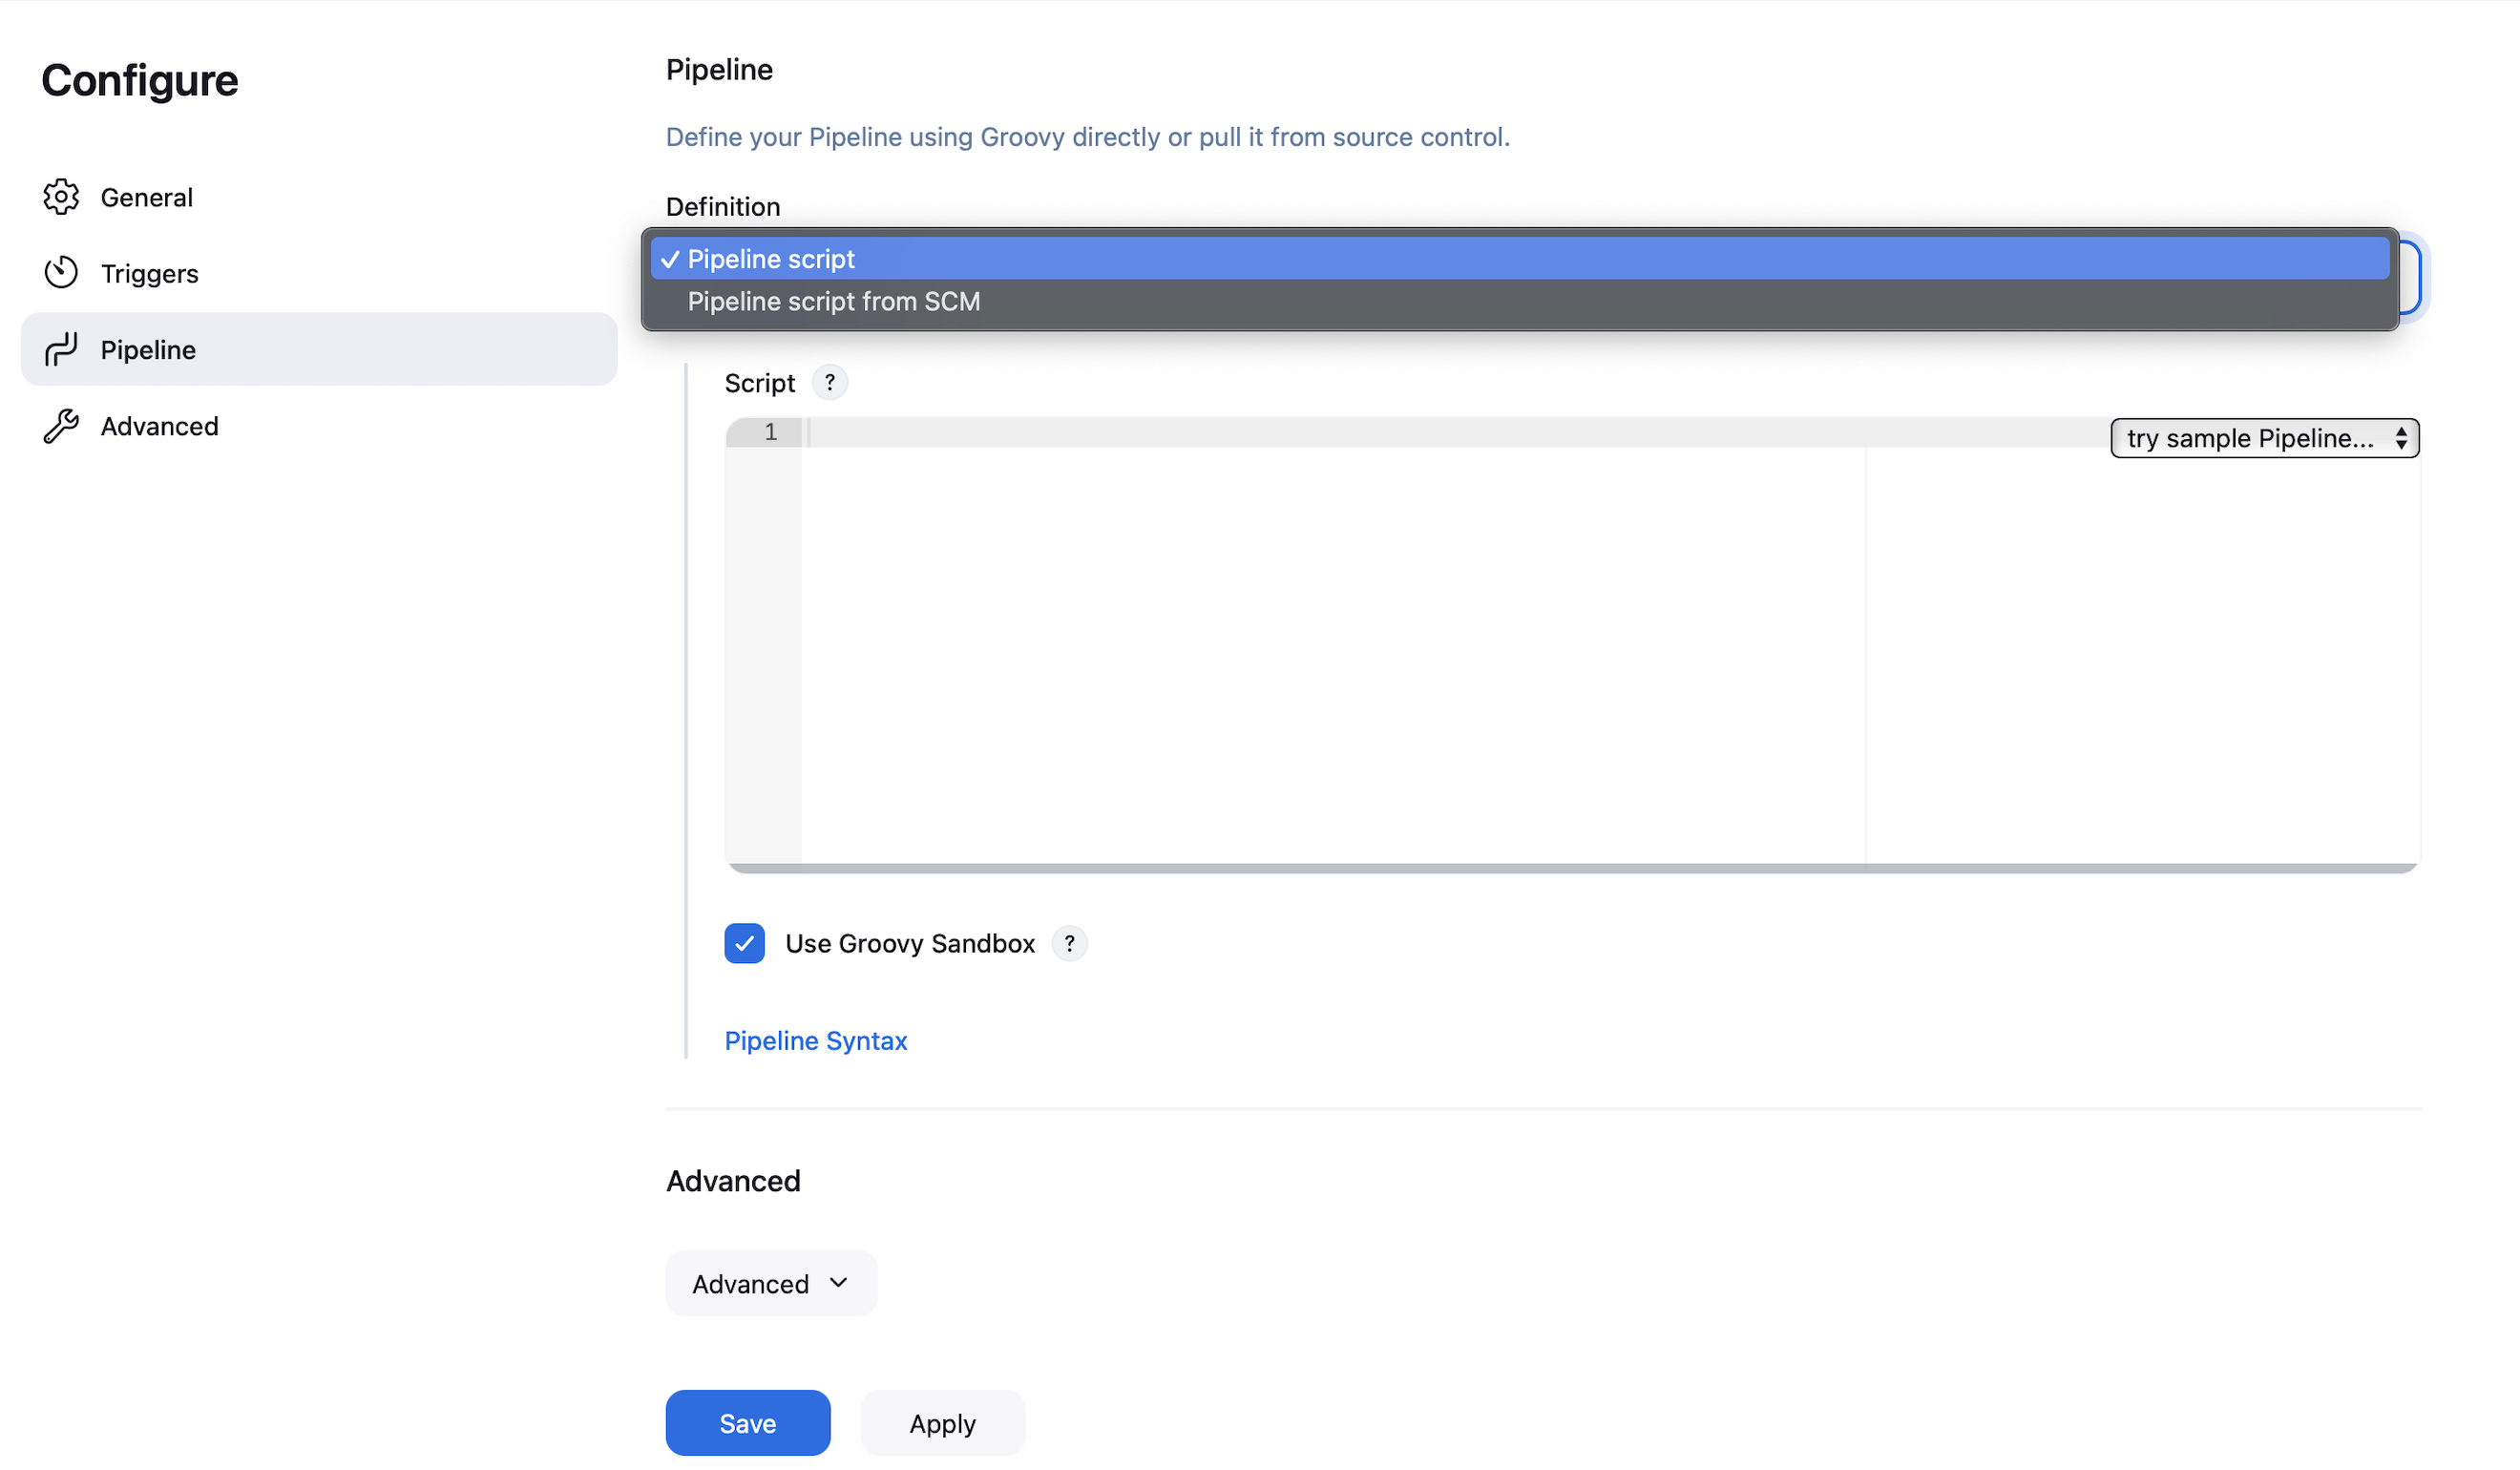 Configure
General
Triggers
Pipeline
Advanced
Pipeline
Define your Pipeline using Groovy directly or pull it from source control.
Definition
✓ Pipeline script
Pipeline script from SCM
Script ?
1
try sample Pipeline...
Use Groovy Sandbox ?
Pipeline Syntax
Advanced
Advanced
Save
Apply